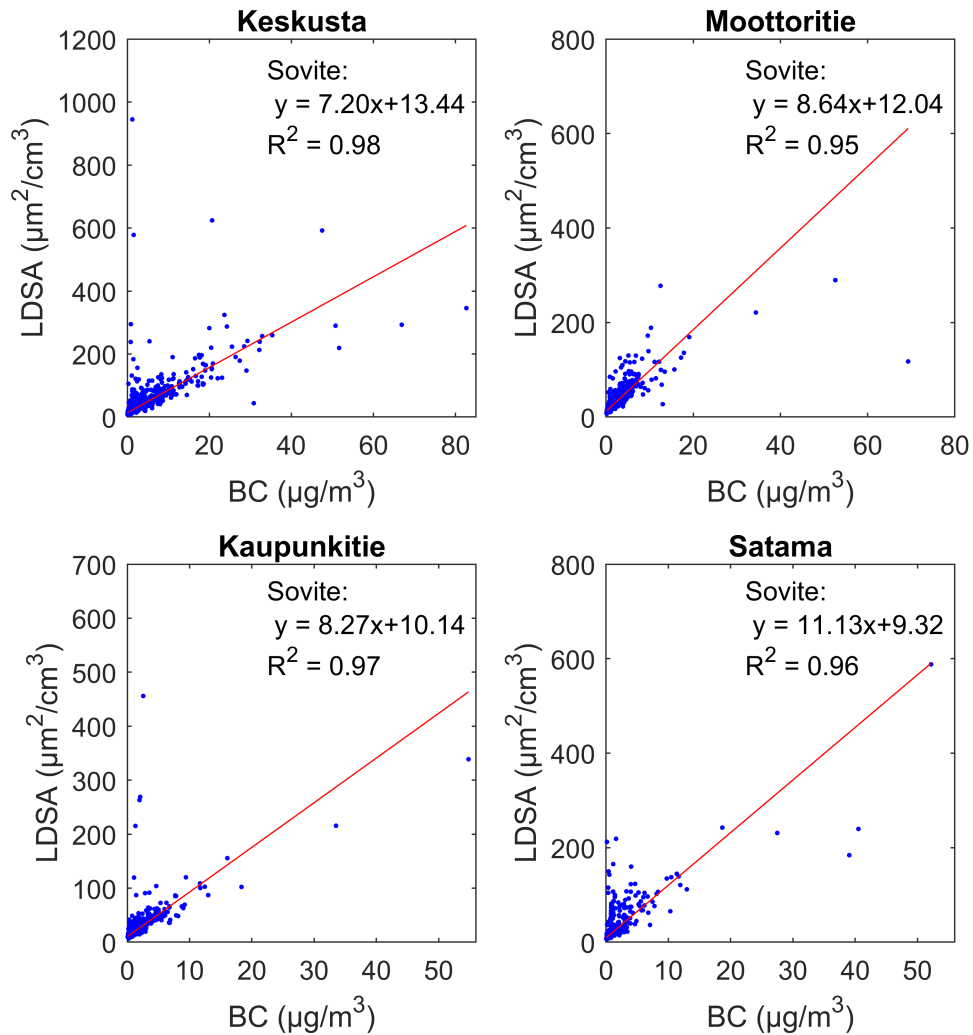 Keskusta
1200
1000
800
600
400
200
0
LDSA (µm²/cm³)
Sovite:
y = 7.20x+13.44
R² = 0.98
0 20 40 60 80
BC (µg/m³)
Moottoritie
800
600
400
200
0
LDSA (µm²/cm³)
Sovite:
y = 8.64x+12.04
R² = 0.95
0 20 40 60 80
BC (µg/m³)
Kaupunkitie
700
600
500
400
300
200
100
0
LDSA (µm²/cm³)
Sovite:
y = 8.27x+10.14
R² = 0.97
0 10 20 30 40 50
BC (µg/m³)
Satama
800
600
400
200
0
LDSA (µm²/cm³)
Sovite:
y = 11.13x+9.32
R² = 0.96
0 10 20 30 40 50
BC (µg/m³)